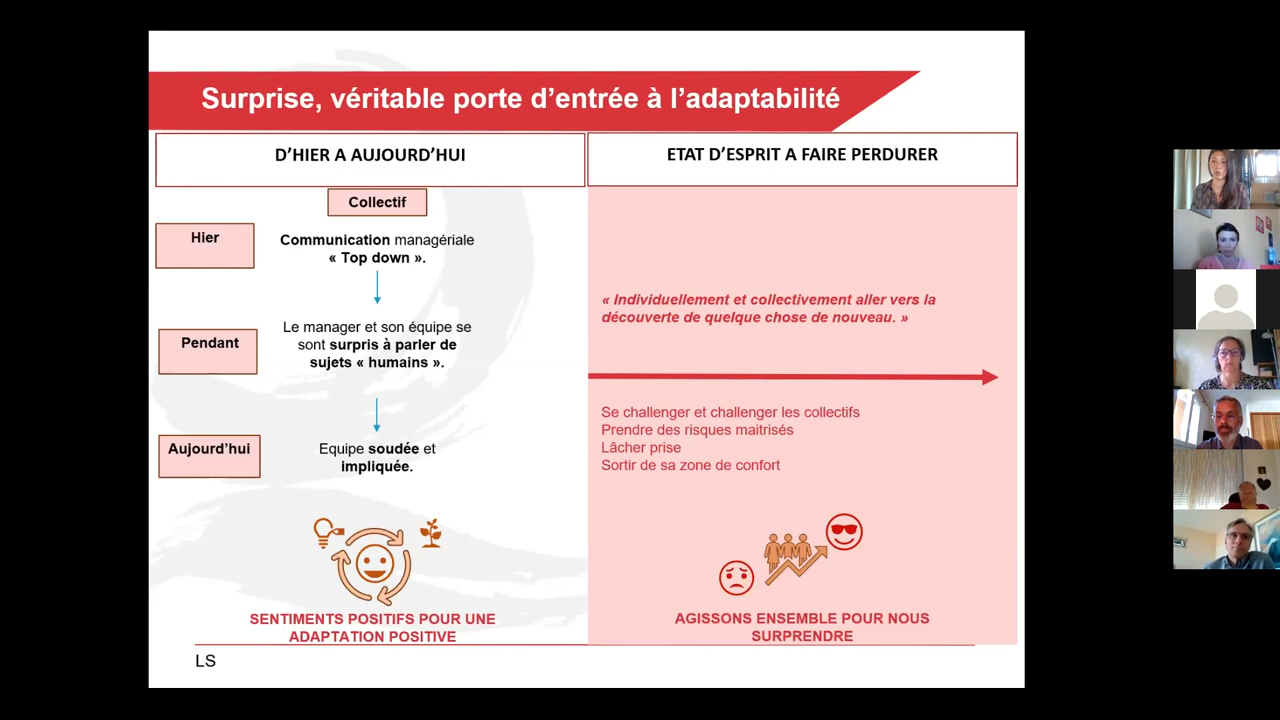 Surprise, véritable porte d'entrée à l'adaptabilité
D'HIER A AUJOURD'HUI
ETAT D'ESPRIT A FAIRE PERDURER
Collectif
Hier
Communication managériale
« Top down ».
Pendant
Le manager et son équipe se
sont surpris à parler de
sujets « humains ».
Aujourd'hui
Equipe soudée et
impliquée.
SENTIMENTS POSITIFS POUR UNE
ADAPTATION POSITIVE
« Individuellement et collectivement aller vers la
découverte de quelque chose de nouveau. »
Se challenger et challenger les collectifs
Prendre des risques maitrisés
Lâcher prise
Sortir de sa zone de confort
AGISSONS ENSEMBLE POUR NOUS
SURPRENDRE
LS